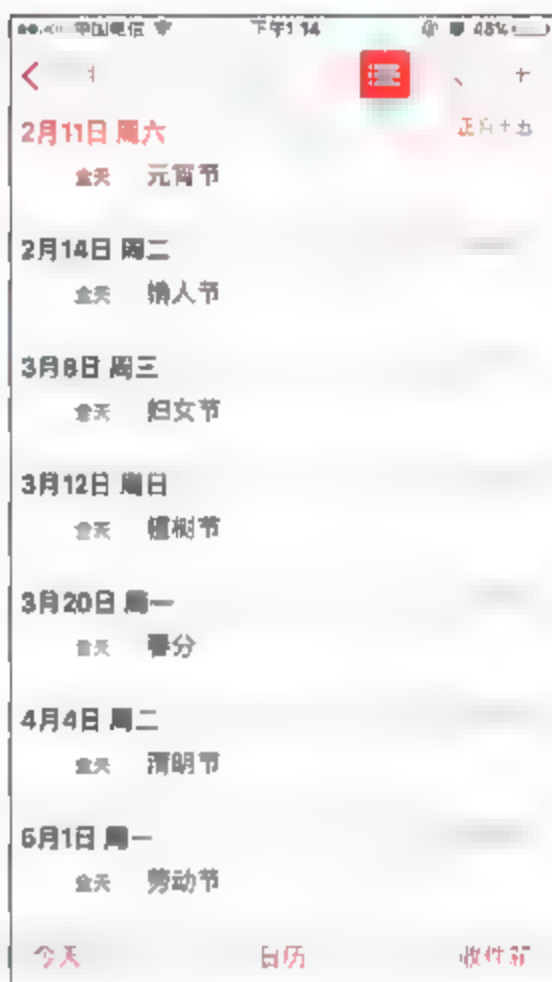 中国电信 下午1:14 48%
2月11日 周六 正月十五
全天 元宵节
2月14日 周二
全天 情人节
3月8日 周三
全天 妇女节
3月12日 周日
全天 植树节
3月20日 周一
全天 春分
4月4日 周二
全天 清明节
5月1日 周一
全天 劳动节
今天 日历 收件箱